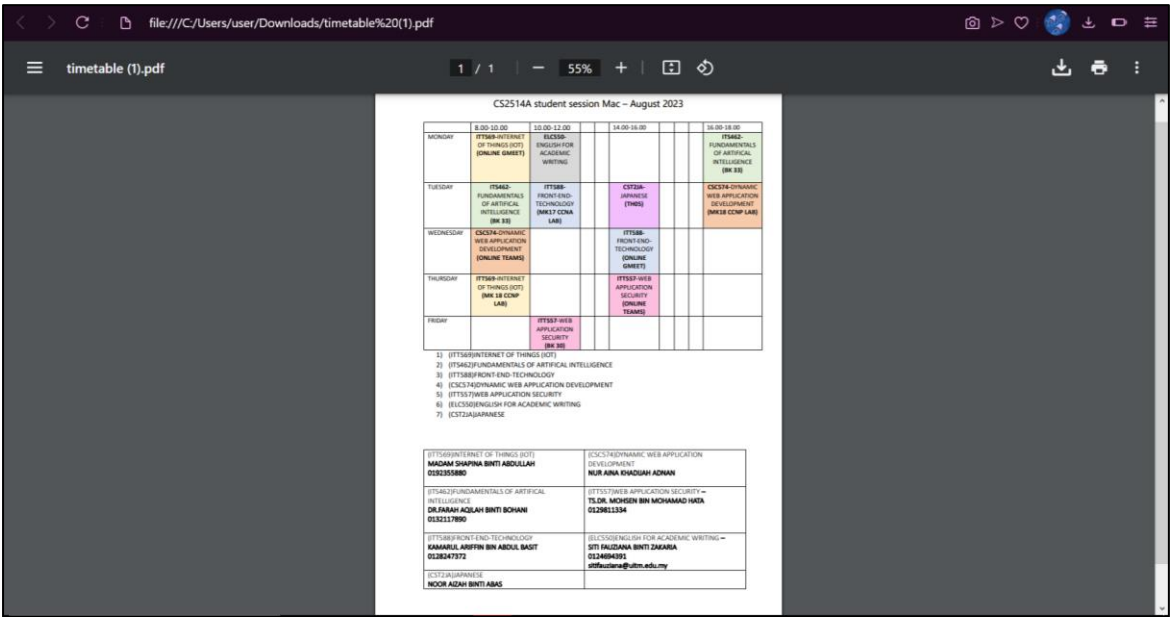 file:///C:/Users/user/Downloads/timetable%20(1).pdf
timetable (1).pdf
1 / 1
55%
CS2514A student session Mac – August 2023
8.00-10.00 10.00-12.00 14.00-16.00 16.00-18.00
MONDAY
ITT569-INTERNET
OF THINGS (IOT)
(ONLINE GMEET)
ELC550-
ENGLISH FOR
ACADEMIC
WRITING
ITS462-
FUNDAMENTALS
OF ARTIFICAL
INTELLIGENCE
(BK 33)
TUESDAY
ITS462-
FUNDAMENTALS
OF ARTIFICAL
INTELLIGENCE
(BK 33)
ITT588-
FRONT-END-
TECHNOLOGY
(MK17 CCNA
LAB)
CST2JA-
JAPANESE
(TH05)
CSC574-DYNAMIC
WEB APPLICATION
DEVELOPMENT
(MK18 CCNP LAB)
WEDNESDAY
CSC574-DYNAMIC
WEB APPLICATION
DEVELOPMENT
(ONLINE TEAMS)
ITT588-
FRONT-END-
TECHNOLOGY
(ONLINE
GMEET)
THURSDAY
ITT569-INTERNET
OF THINGS (IOT)
(MK 18 CCNP
LAB)
ITT557-WEB
APPLICATION
SECURITY
(ONLINE
TEAMS)
FRIDAY
ITT557-WEB
APPLICATION
SECURITY
(BK 30)
1) (ITT569)INTERNET OF THINGS (IOT)
2) (ITS462)FUNDAMENTALS OF ARTIFICAL INTELLIGENCE
3) (ITT588)FRONT-END-TECHNOLOGY
4) (CSC574)DYNAMIC WEB APPLICATION DEVELOPMENT
5) (ITT557)WEB APPLICATION SECURITY
6) (ELC550)ENGLISH FOR ACADEMIC WRITING
7) (CST2JA)JAPANESE
(ITT569)INTERNET OF THINGS (IOT)
MADAM SHAPINA BINTI ABDULLAH
0192355880
(CSC574)DYNAMIC WEB APPLICATION
DEVELOPMENT
NUR AINA KHADIJAH ADNAN
(ITS462)FUNDAMENTALS OF ARTIFICAL
INTELLIGENCE
DR.FARAH AQILAH BINTI BOHANI
0132117890
(ITT557)WEB APPLICATION SECURITY –
TS.DR. MOHSEN BIN MOHAMAD HATA
0129811334
(ITT588)FRONT-END-TECHNOLOGY
KAMARUL ARIFFIN BIN ABDUL BASIT
0128247372
(ELC550)ENGLISH FOR ACADEMIC WRITING –
SITI FAUZIANA BINTI ZAKARIA
0124694391
sitifauziana@uitm.edu.my
(CST2JA)JAPANESE
NOOR AIZAH BINTI ABAS